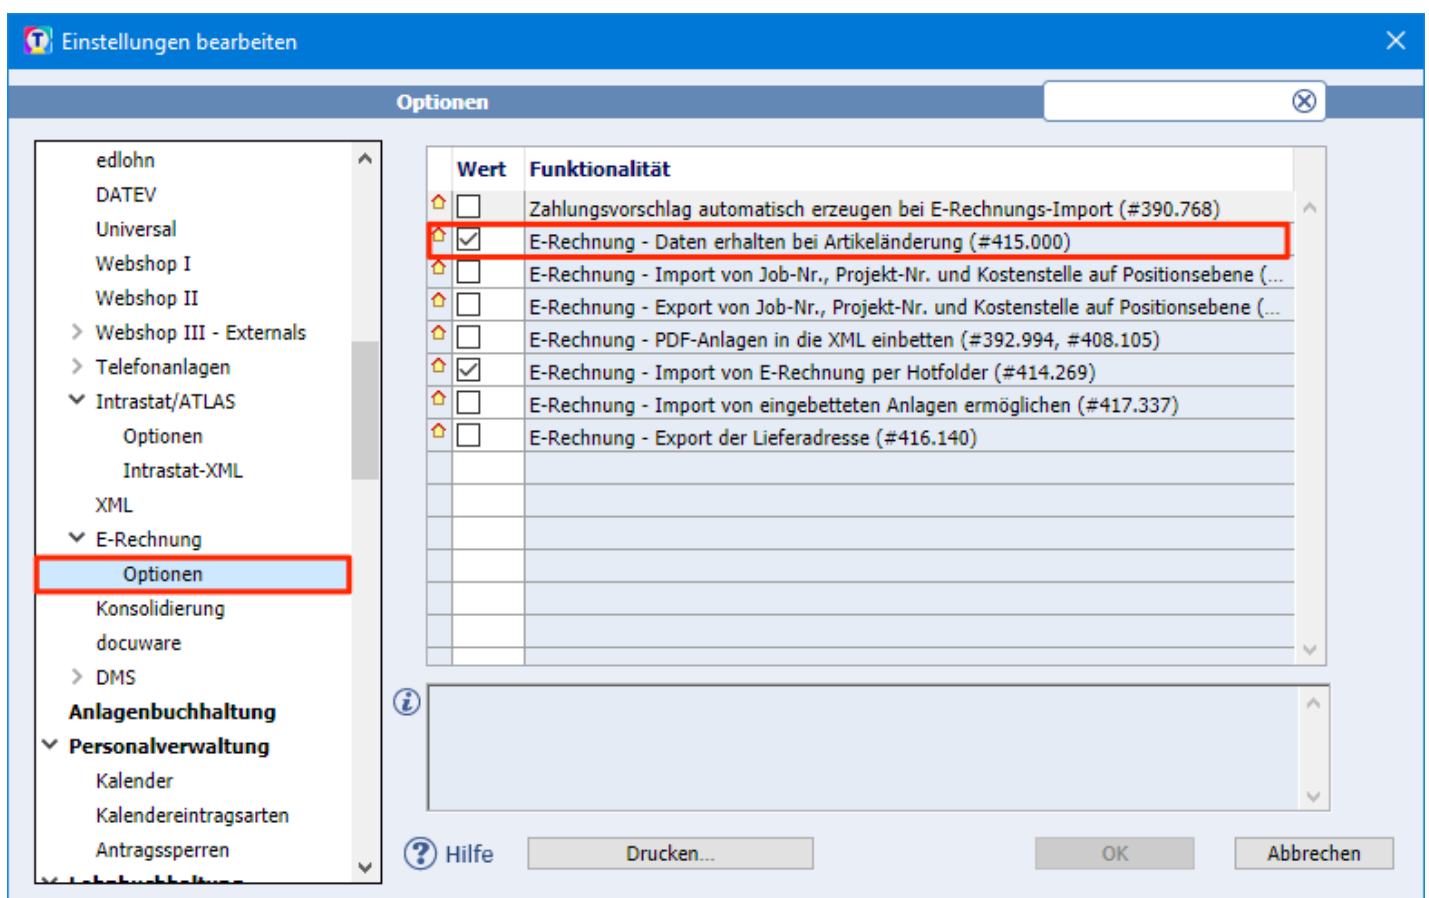 Einstellungen bearbeiten
Optionen
edlohn
DATEV
Universal
Webshop I
Webshop II
Webshop III - Externals
Telefonanlagen
Intrastat/ATLAS
Optionen
Intrastat-XML
XML
E-Rechnung
Optionen
Konsolidierung
docuware
DMS
Anlagenbuchhaltung
Personalverwaltung
Kalender
Kalendereintragsarten
Antragssperren
Lohnbuchhaltung
Wert Funktionalität
Zahlungsvorschlag automatisch erzeugen bei E-Rechnungs-Import (#390.768)
E-Rechnung - Daten erhalten bei Artikeländerung (#415.000)
E-Rechnung - Import von Job-Nr., Projekt-Nr. und Kostenstelle auf Positionsebene (...
E-Rechnung - Export von Job-Nr., Projekt-Nr. und Kostenstelle auf Positionsebene (...
E-Rechnung - PDF-Anlagen in die XML einbetten (#392.994, #408.105)
E-Rechnung - Import von E-Rechnung per Hotfolder (#414.269)
E-Rechnung - Import von eingebetteten Anlagen ermöglichen (#417.337)
E-Rechnung - Export der Lieferadresse (#416.140)
Hilfe
Drucken...
OK
Abbrechen